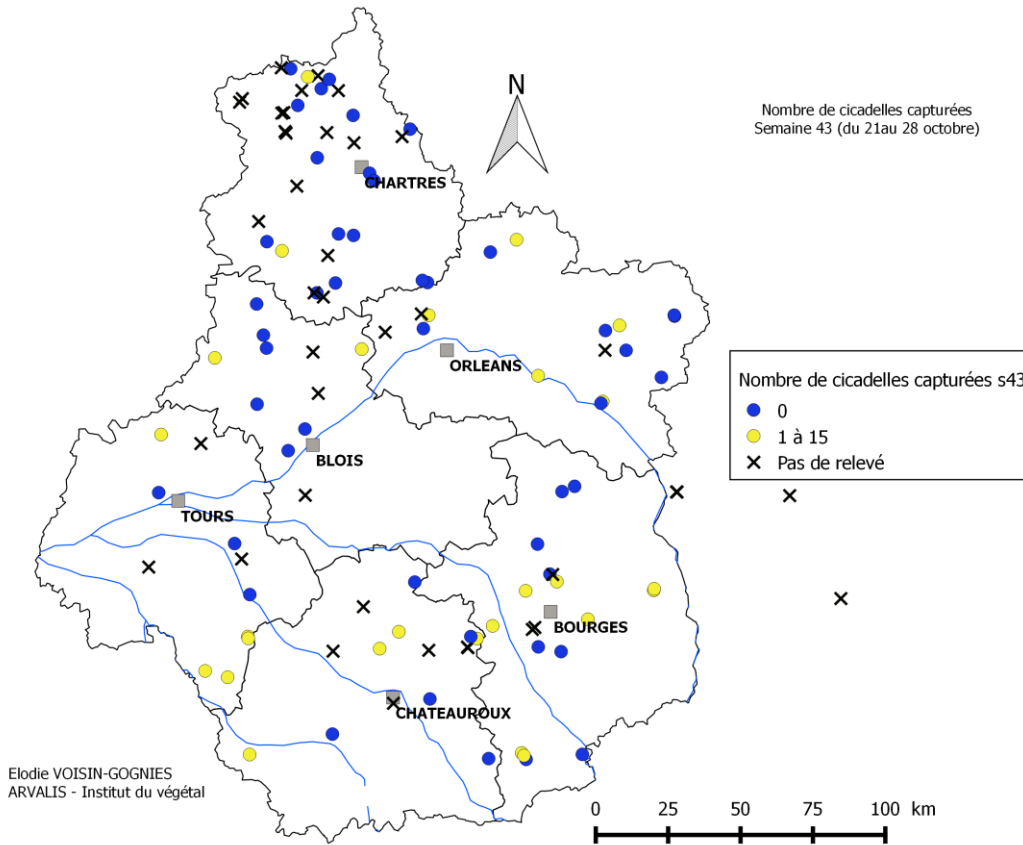 N
Nombre de cicadelles capturées
Semaine 43 (du 21au 28 octobre)
CHARTRES
ORLEANS
Nombre de cicadelles capturées s43
0
1 à 15
Pas de relevé
BLOIS
TOURS
BOURGES
CHATEAUROUX
Elodie VOISIN-GOGNIES
ARVALIS - Institut du végétal
0 25 50 75 100 km